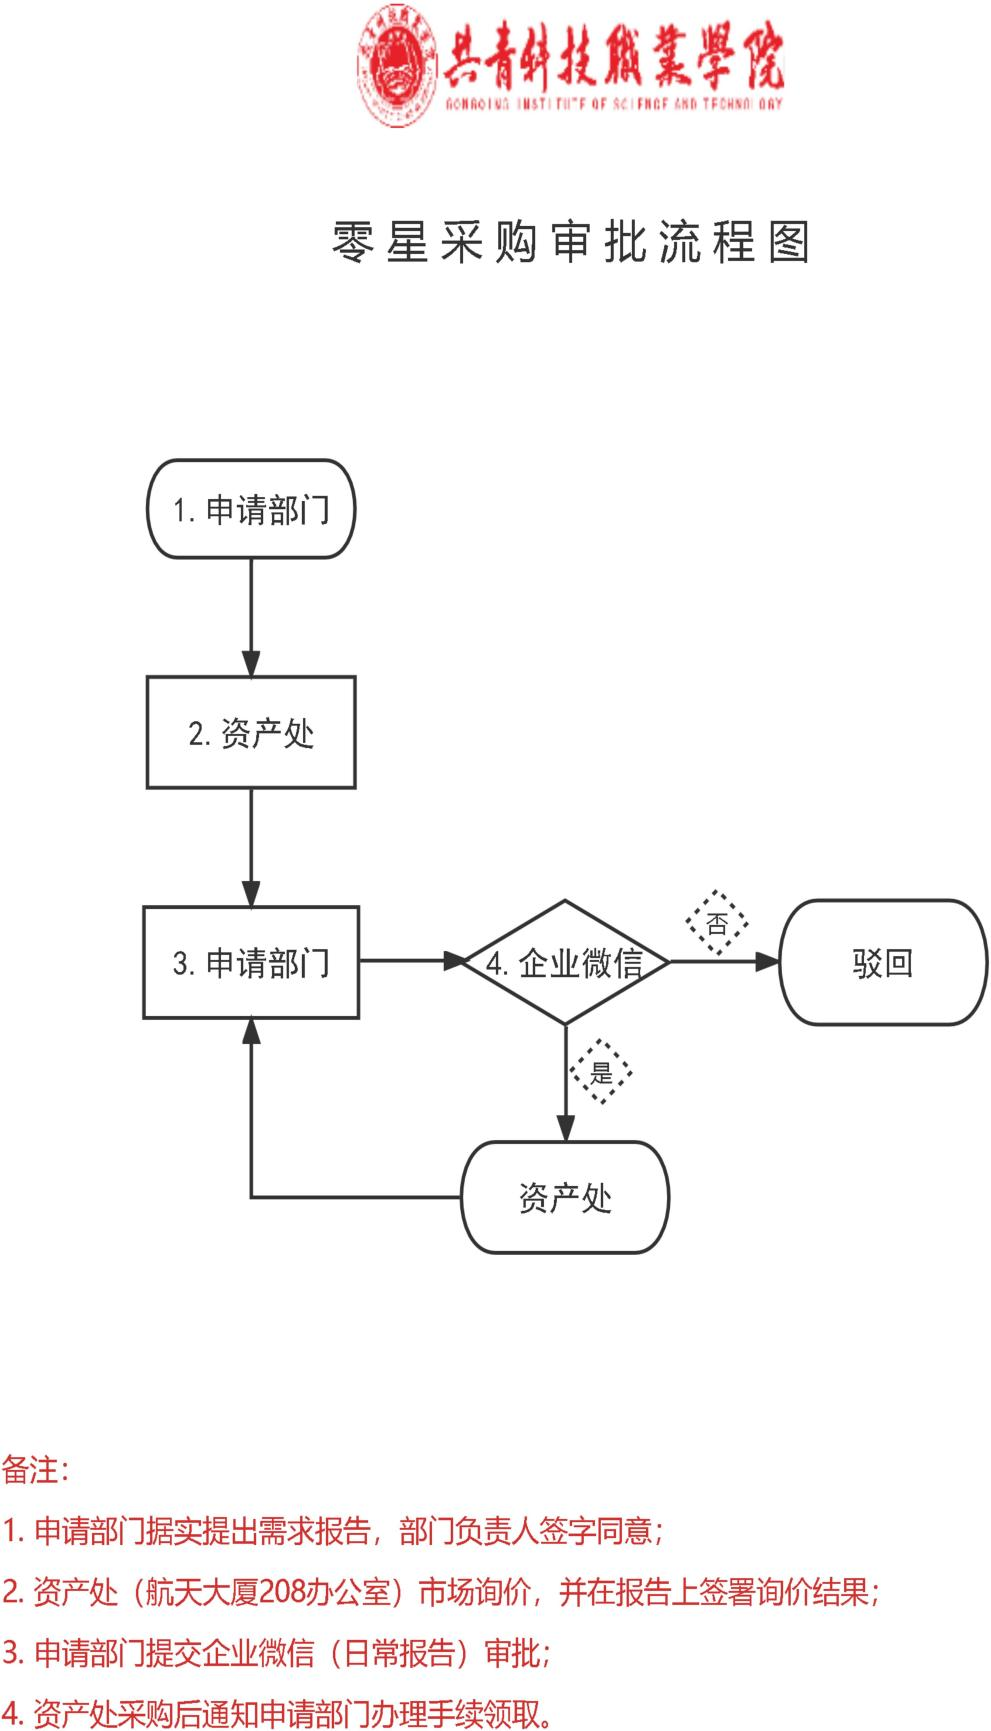 共青科技職業學院
GONGQING INSTITUTE OF SCIENCE AND TECHNOLOGY
零星采购审批流程图
1. 申请部门
2. 资产处
3. 申请部门
4. 企业微信
否
驳回
是
资产处
备注：
1. 申请部门据实提出需求报告，部门负责人签字同意；
2. 资产处（航天大厦208办公室）市场询价，并在报告上签署询价结果；
3. 申请部门提交企业微信（日常报告）审批；
4. 资产处采购后通知申请部门办理手续领取。